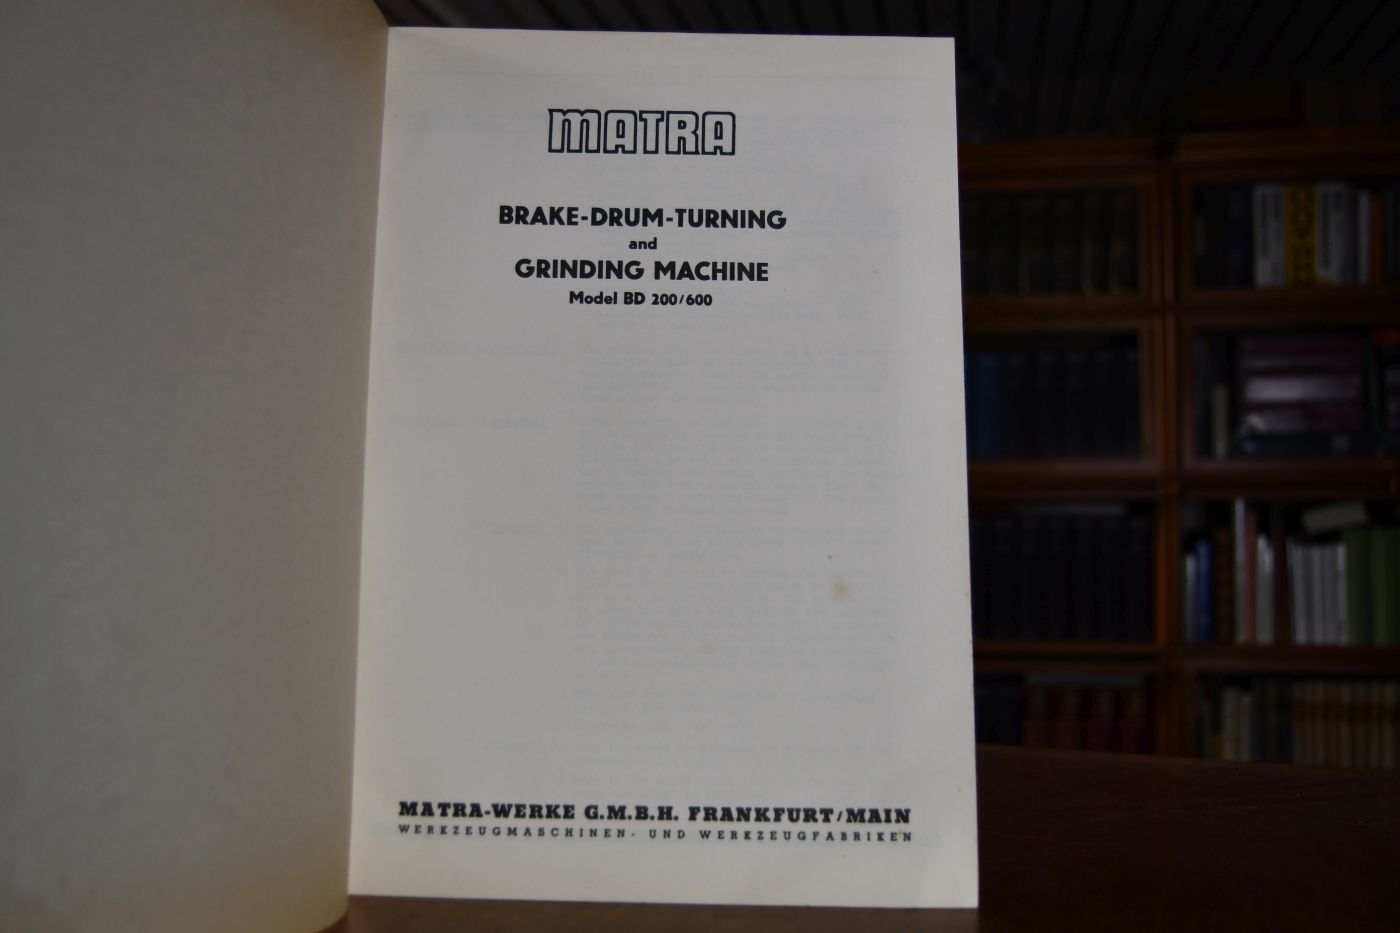 MATRA
BRAKE-DRUM-TURNING
and
GRINDING MACHINE
Model BD 200/600
MATRA-WERKE G.M.B.H. FRANKFURT/MAIN
WERKZEUGMASCHINEN- UND WERKZEUGFABRIKEN